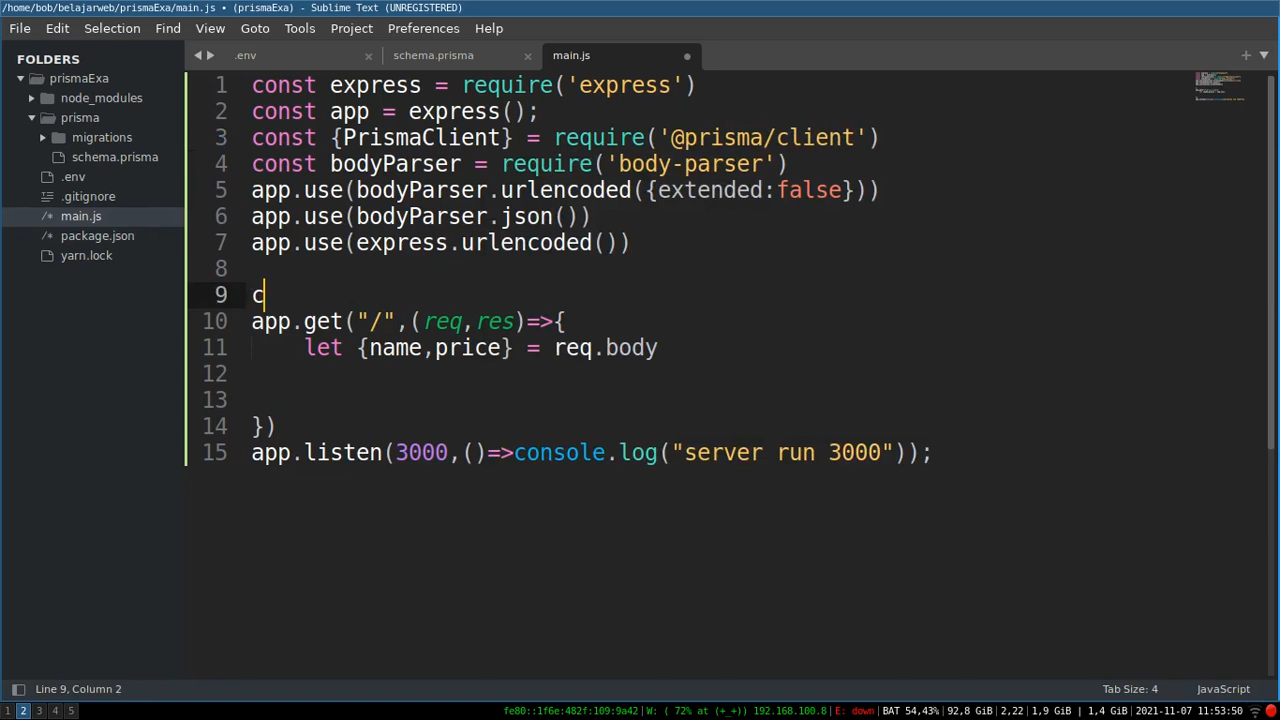 /home/bob/belajarweb/prismaExa/main.js • (prismaExa) - Sublime Text (UNREGISTERED)
File Edit Selection Find View Goto Tools Project Preferences Help
FOLDERS
prismaExa
node_modules
prisma
migrations
schema.prisma
.env
.gitignore
/* main.js
/* package.json
yarn.lock
.env × schema.prisma × main.js
1 const express = require('express')
2 const app = express();
3 const {PrismaClient} = require('@prisma/client')
4 const bodyParser = require('body-parser')
5 app.use(bodyParser.urlencoded({extended:false}))
6 app.use(bodyParser.json())
7 app.use(express.urlencoded())
8
9 c
10 app.get("/",(req,res)=>{
11 let {name,price} = req.body
12
13
14 })
15 app.listen(3000,()=>console.log("server run 3000"));
Line 9, Column 2 Tab Size: 4 JavaScript
1 2 3 4 5 fe80::1f6e:482f:109:9a42| W: ( 72% at (+_+)) 192.168.100.8| E: down| BAT 54,43%| 92,8 GiB| 2,22 | 1,9 GiB | 1,4 GiB| 2021-11-07 11:53:50